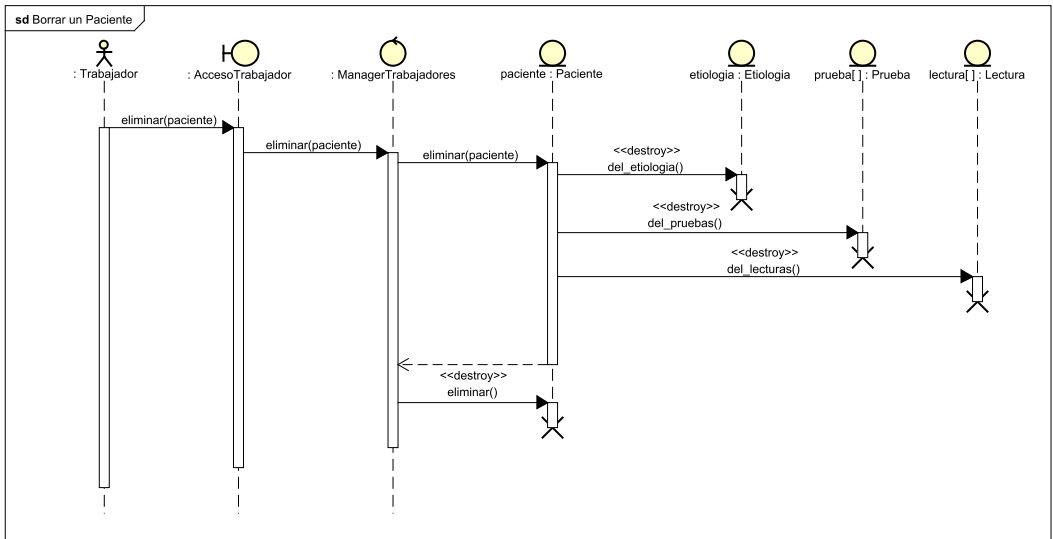 sd Borrar un Paciente
: Trabajador
: AccesoTrabajador
: ManagerTrabajadores
paciente : Paciente
etiologia : Etiologia
prueba[ ] : Prueba
lectura[ ] : Lectura
eliminar(paciente)
eliminar(paciente)
eliminar(paciente)
<<destroy>>
del_etiologia()
<<destroy>>
del_pruebas()
<<destroy>>
del_lecturas()
<<destroy>>
eliminar()